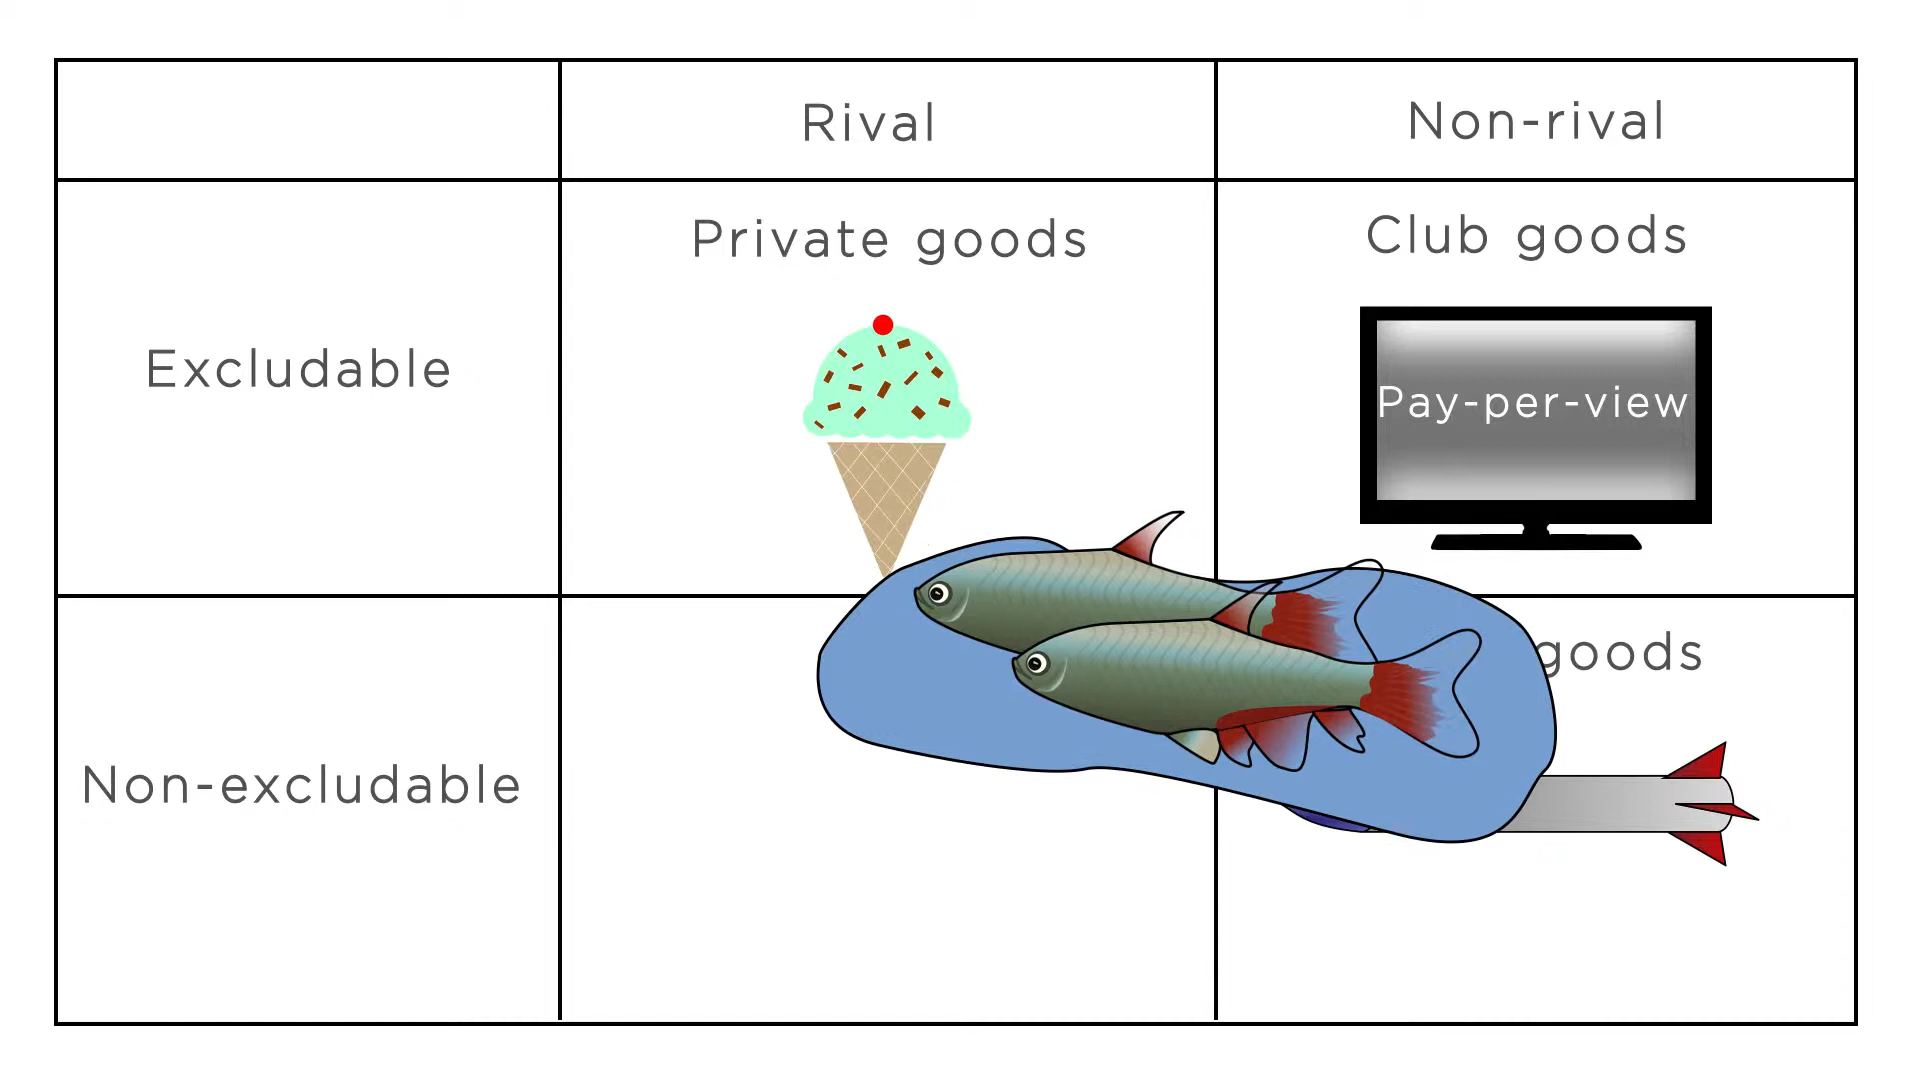 Rival
Non-rival
Private goods
Club goods
Excludable
Pay-per-view
goods
Non-excludable